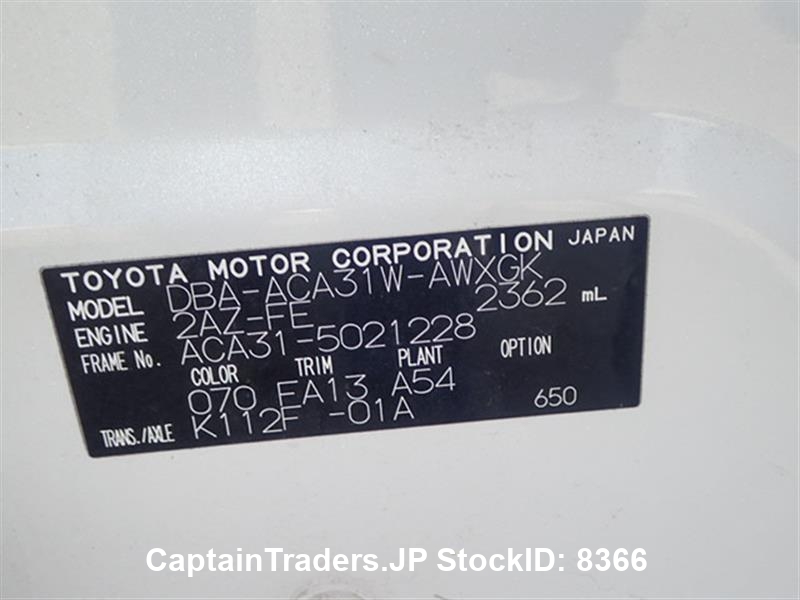 TOYOTA MOTOR CORPORATION JAPAN
MODEL DBA-ACA31W-AWXGK
ENGINE 2AZ-FE 2362 mL
FRAME No. ACA31-5021228
COLOR TRIM PLANT OPTION
070 FA13 A54
TRANS./AXLE K112F -01A 650
CaptainTraders.JP StockID: 8366